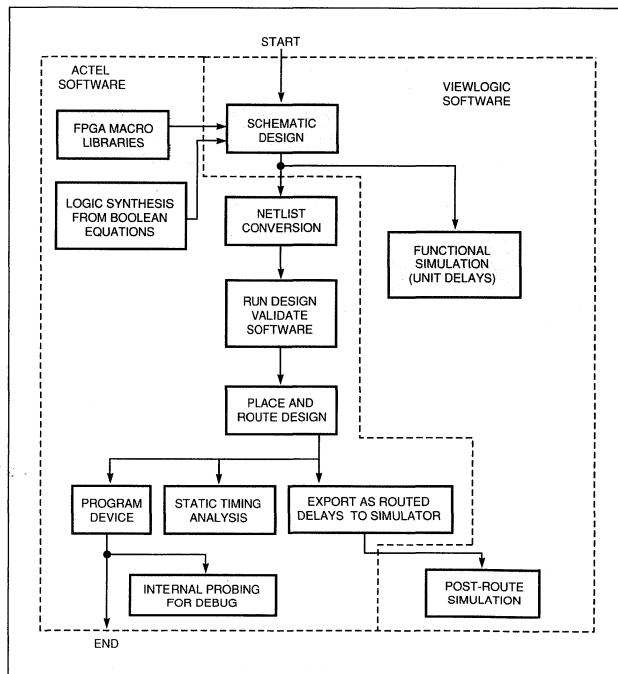 START
ACTEL
SOFTWARE
VIEWLOGIC
SOFTWARE
FPGA MACRO
LIBRARIES
SCHEMATIC
DESIGN
LOGIC SYNTHESIS
FROM BOOLEAN
EQUATIONS
NETLIST
CONVERSION
FUNCTIONAL
SIMULATION
(UNIT DELAYS)
RUN DESIGN
VALIDATE
SOFTWARE
PLACE AND
ROUTE DESIGN
PROGRAM
DEVICE
STATIC TIMING
ANALYSIS
EXPORT AS ROUTED
DELAYS TO SIMULATOR
INTERNAL PROBING
FOR DEBUG
POST-ROUTE
SIMULATION
END